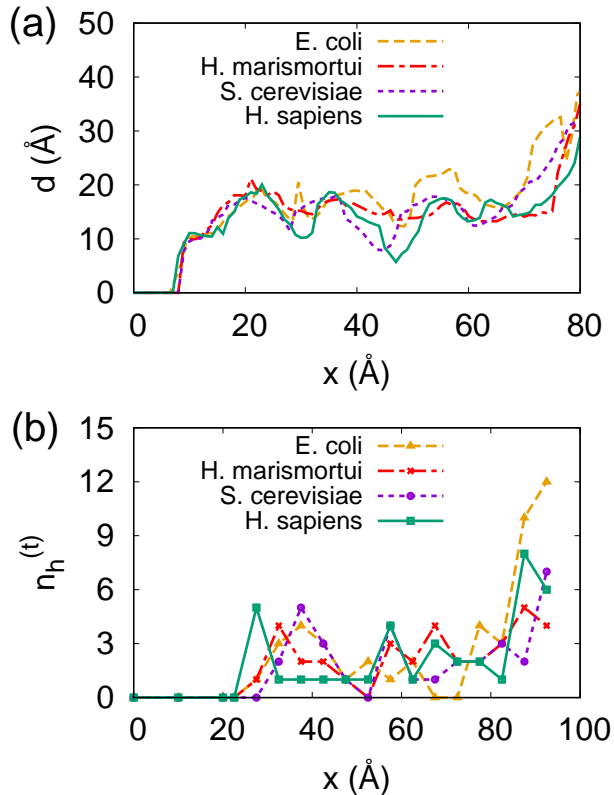 (a)
E. coli
H. marismortui
S. cerevisiae
H. sapiens
50
40
30
20
10
0
d (Å)
0 20 40 60 80
x (Å)
(b)
E. coli
H. marismortui
S. cerevisiae
H. sapiens
15
12
9
6
3
0
n_h^(t)
0 20 40 60 80 100
x (Å)